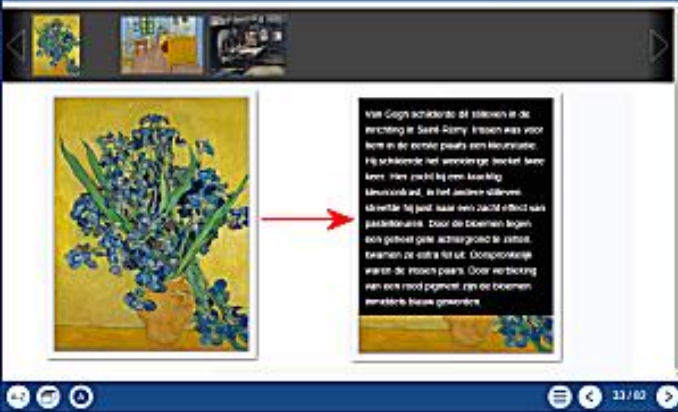 Van Gogh schilderde dit stilleven in de
inrichting in Saint-Rémy. Irissen was voor
hem in de eerste plaats een kleurstudie.
Hij schilderde het weelderige boeket twee
keer. Hier zocht hij een krachtig
kleurcontrast, in het andere stilleven
streefde hij juist naar een zacht effect van
pastelkleuren. Door de bloemen tegen
een geheel gele achtergrond te zetten,
kwamen ze extra fel uit. Oorspronkelijk
waren de irissen paars. Door verbleking
van een rood pigment zijn de bloemen
inmiddels blauw geworden.
A-Z
A
33 / 82